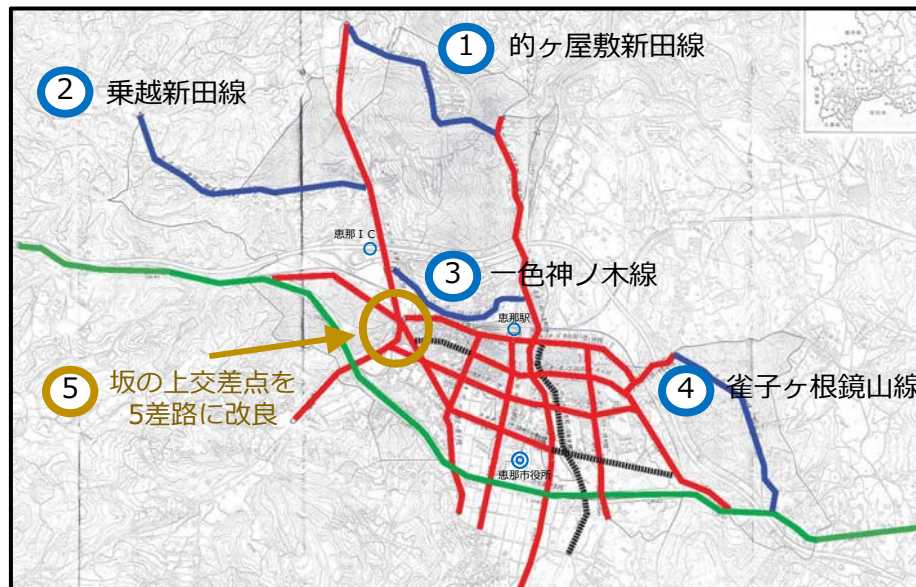 1 的ヶ屋敷新田線
2 乗越新田線
恵那IC
3 一色神ノ木線
恵那駅
5 坂の上交差点を
5差路に改良
4 雀子ヶ根鏡山線
恵那市役所